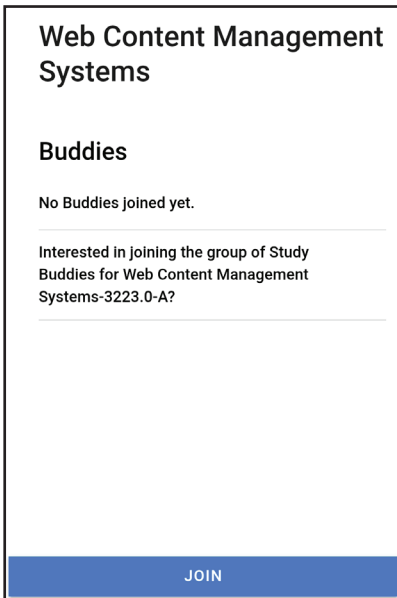 Web Content Management
Systems
Buddies
No Buddies joined yet.
Interested in joining the group of Study
Buddies for Web Content Management
Systems-3223.0-A?
JOIN